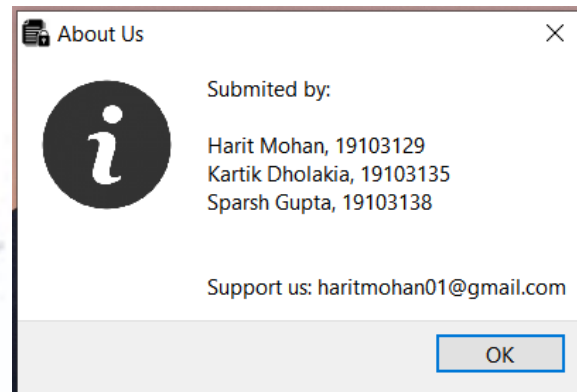 About Us
Submited by:
Harit Mohan, 19103129
Kartik Dholakia, 19103135
Sparsh Gupta, 19103138
Support us: haritmohan01@gmail.com
OK